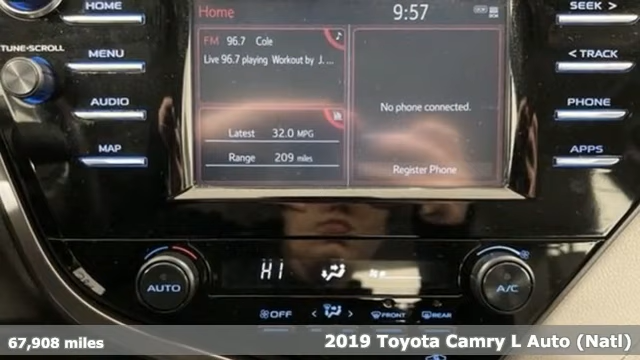 HOME
Home
9:57
SEEK >
TUNE·SCROLL
FM 96.7 Cole
Live 96.7 playing Workout by J. ...
MENU
< TRACK
No phone connected.
AUDIO
PHONE
Latest 32.0 MPG
MAP
Range 209 miles
APPS
Register Phone
AUTO
HI
A/C
OFF
< >
FRONT
REAR
67,908 miles
2019 Toyota Camry L Auto (Natl)